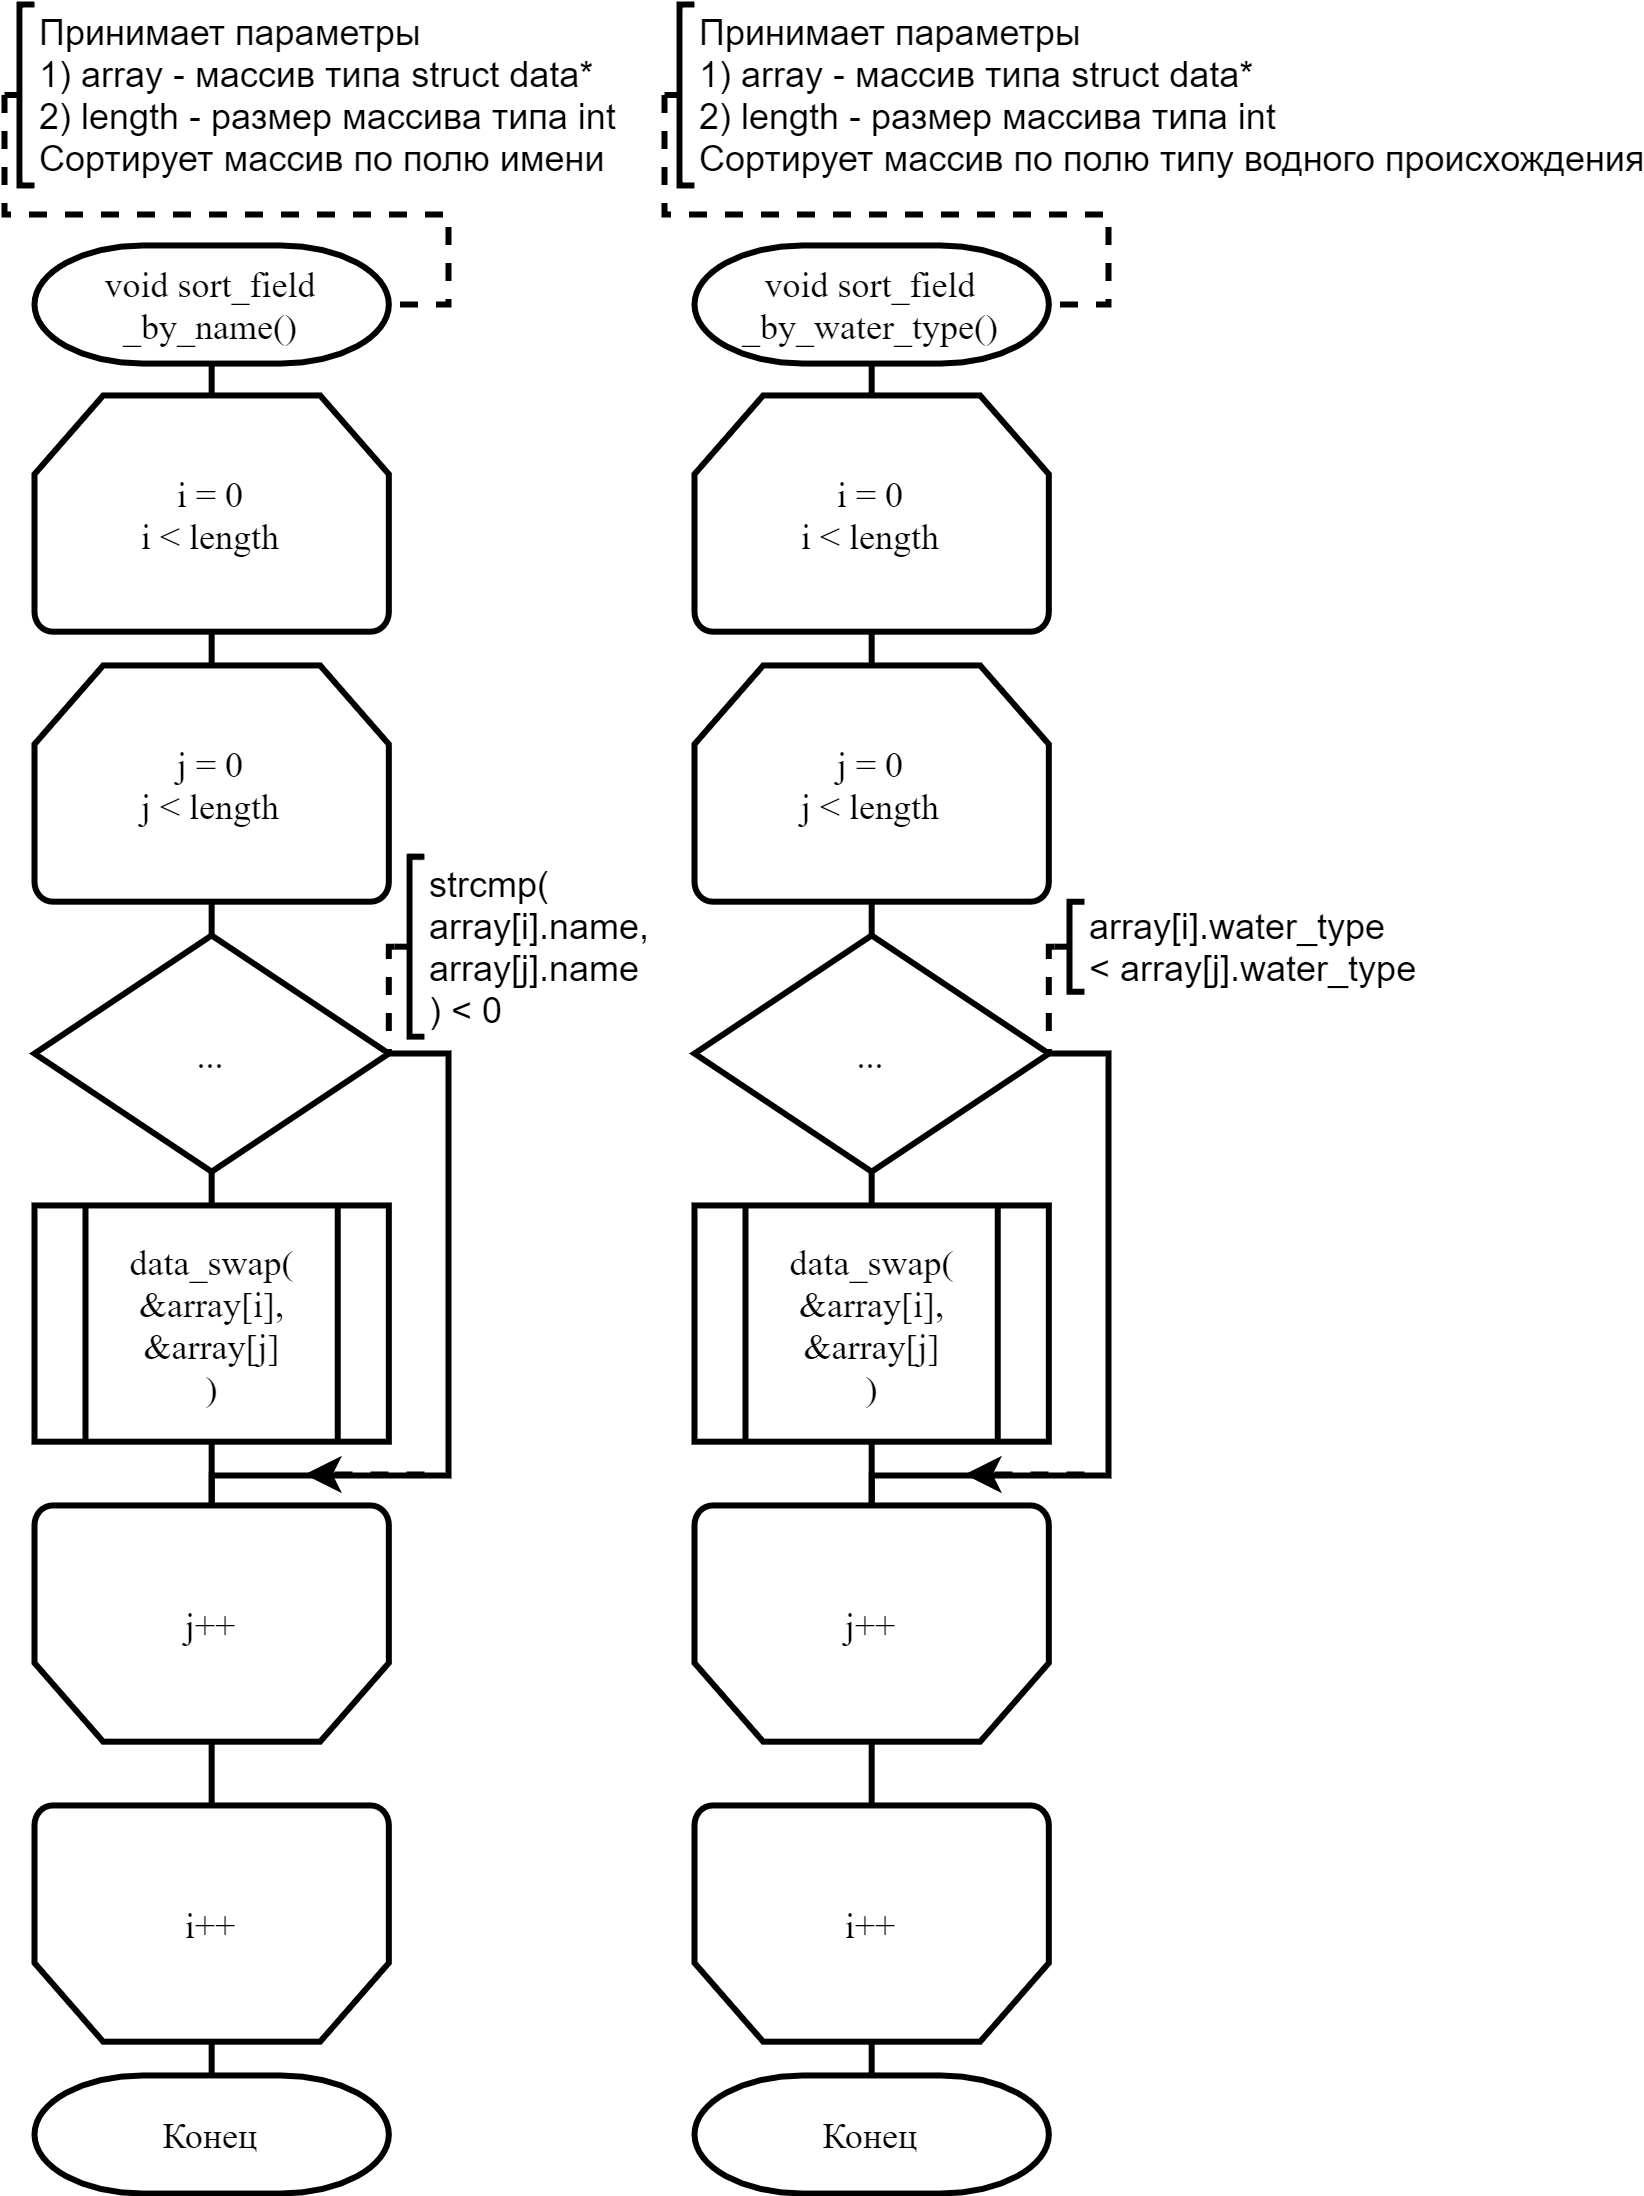 Принимает параметры
1) array - массив типа struct data*
2) length - размер массива типа int
Сортирует массив по полю имени
void sort_field
_by_name()
i = 0
i < length
j = 0
j < length
strcmp(
array[i].name,
array[j].name
) < 0
...
data_swap(
&array[i],
&array[j]
)
j++
i++
Конец
Принимает параметры
1) array - массив типа struct data*
2) length - размер массива типа int
Сортирует массив по полю типу водного происхождения
void sort_field
_by_water_type()
i = 0
i < length
j = 0
j < length
array[i].water_type
< array[j].water_type
...
data_swap(
&array[i],
&array[j]
)
j++
i++
Конец